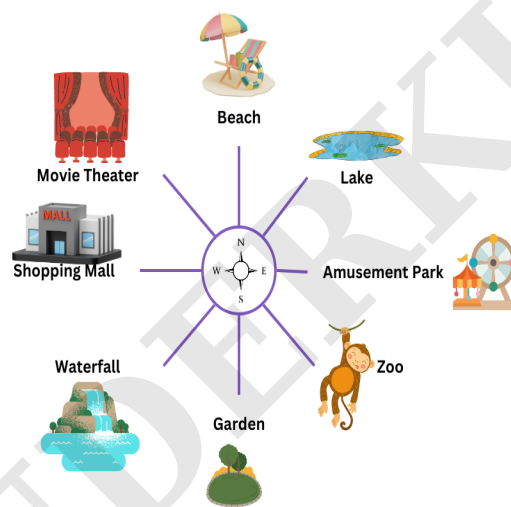 Beach
Movie Theater
Lake
MALL
Shopping Mall
N
W E
S
Amusement Park
Waterfall
Zoo
Garden